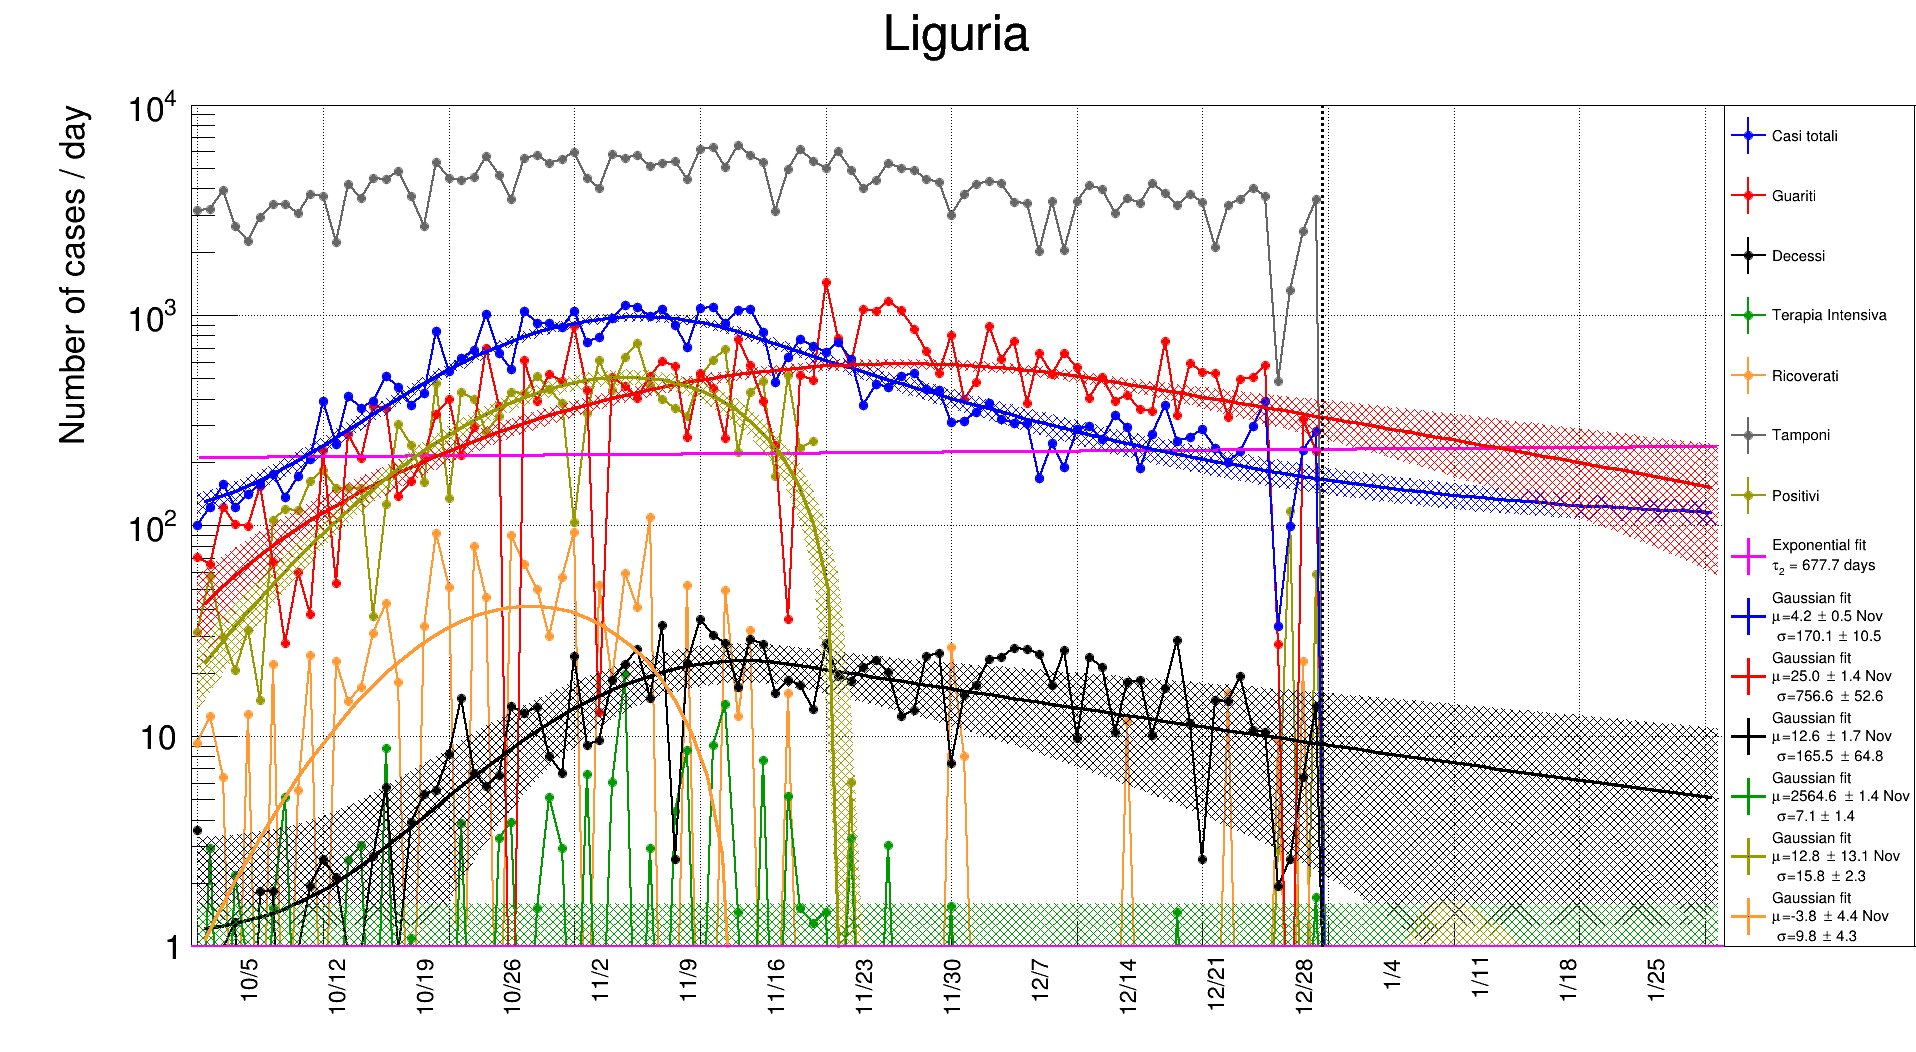 Liguria
Number of cases / day
10^4
10^3
10^2
10
1
10/5
10/12
10/19
10/26
11/2
11/9
11/16
11/23
11/30
12/7
12/14
12/21
12/28
1/4
1/11
1/18
1/25
Casi totali
Guariti
Decessi
Terapia Intensiva
Ricoverati
Tamponi
Positivi
Exponential fit
τ2 = 677.7 days
Gaussian fit
μ=4.2 ± 0.5 Nov
σ=170.1 ± 10.5
Gaussian fit
μ=25.0 ± 1.4 Nov
σ=756.6 ± 52.6
Gaussian fit
μ=12.6 ± 1.7 Nov
σ=165.5 ± 64.8
Gaussian fit
μ=2564.6 ± 1.4 Nov
σ=7.1 ± 1.4
Gaussian fit
μ=12.8 ± 13.1 Nov
σ=15.8 ± 2.3
Gaussian fit
μ=-3.8 ± 4.4 Nov
σ=9.8 ± 4.3